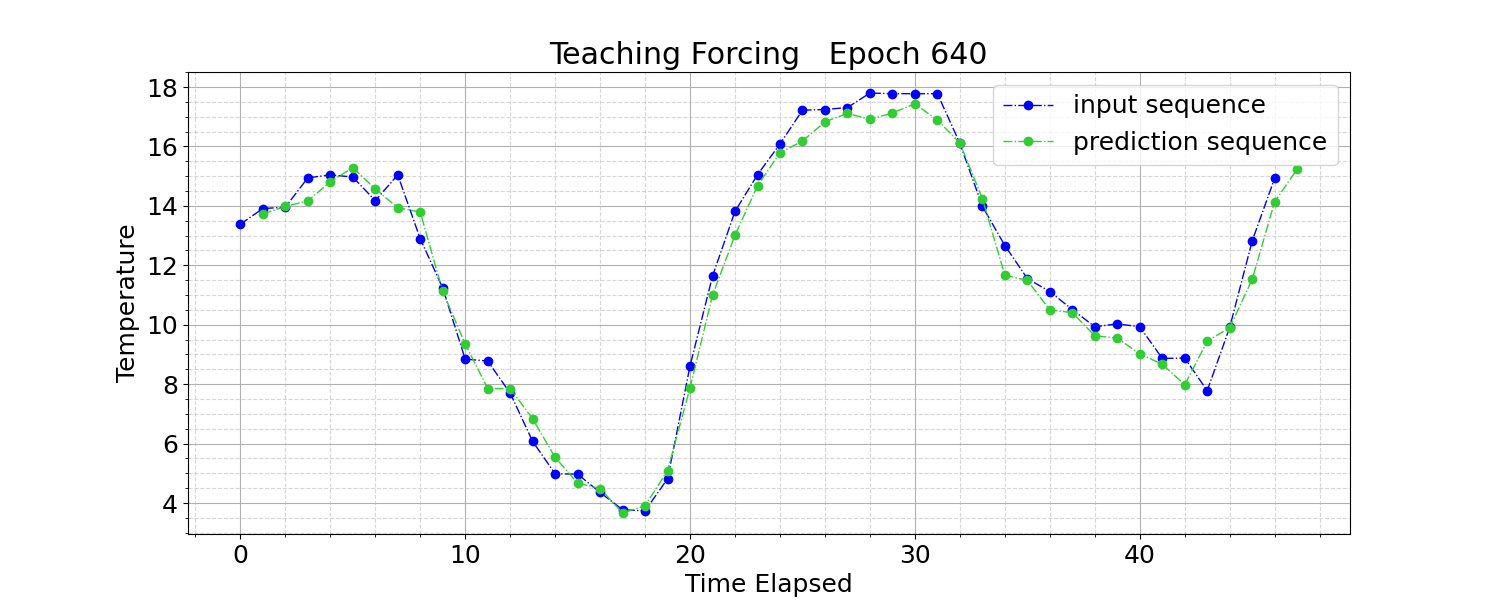 Teaching Forcing   Epoch 640
18
16
14
12
10
8
6
4
Temperature
input sequence
prediction sequence
0 10 20 30 40
Time Elapsed